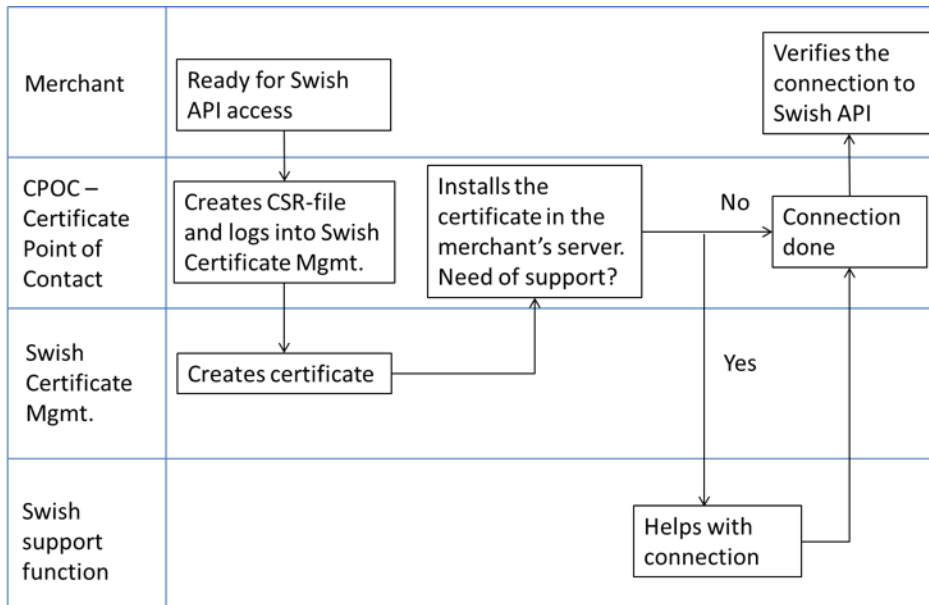 Merchant
Ready for Swish
API access
Verifies the
connection to
Swish API
CPOC –
Certificate
Point of
Contact
Creates CSR-file
and logs into Swish
Certificate Mgmt.
Installs the
certificate in the
merchant's server.
Need of support?
No
Connection
done
Swish
Certificate
Mgmt.
Creates certificate
Yes
Swish
support
function
Helps with
connection